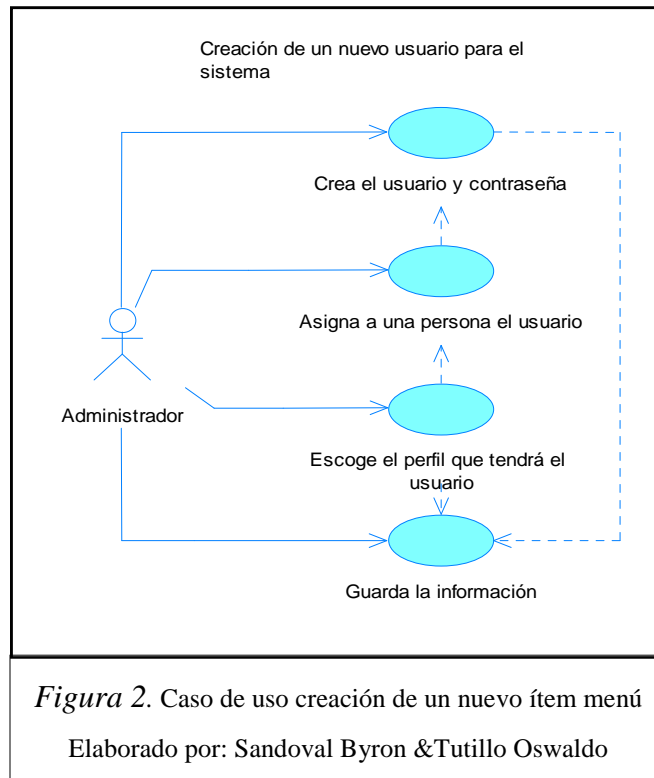 Creación de un nuevo usuario para el
sistema
Crea el usuario y contraseña
Asigna a una persona el usuario
Administrador
Escoge el perfil que tendrá el
usuario
Guarda la información
Figura 2. Caso de uso creación de un nuevo ítem menú
Elaborado por: Sandoval Byron &Tutillo Oswaldo